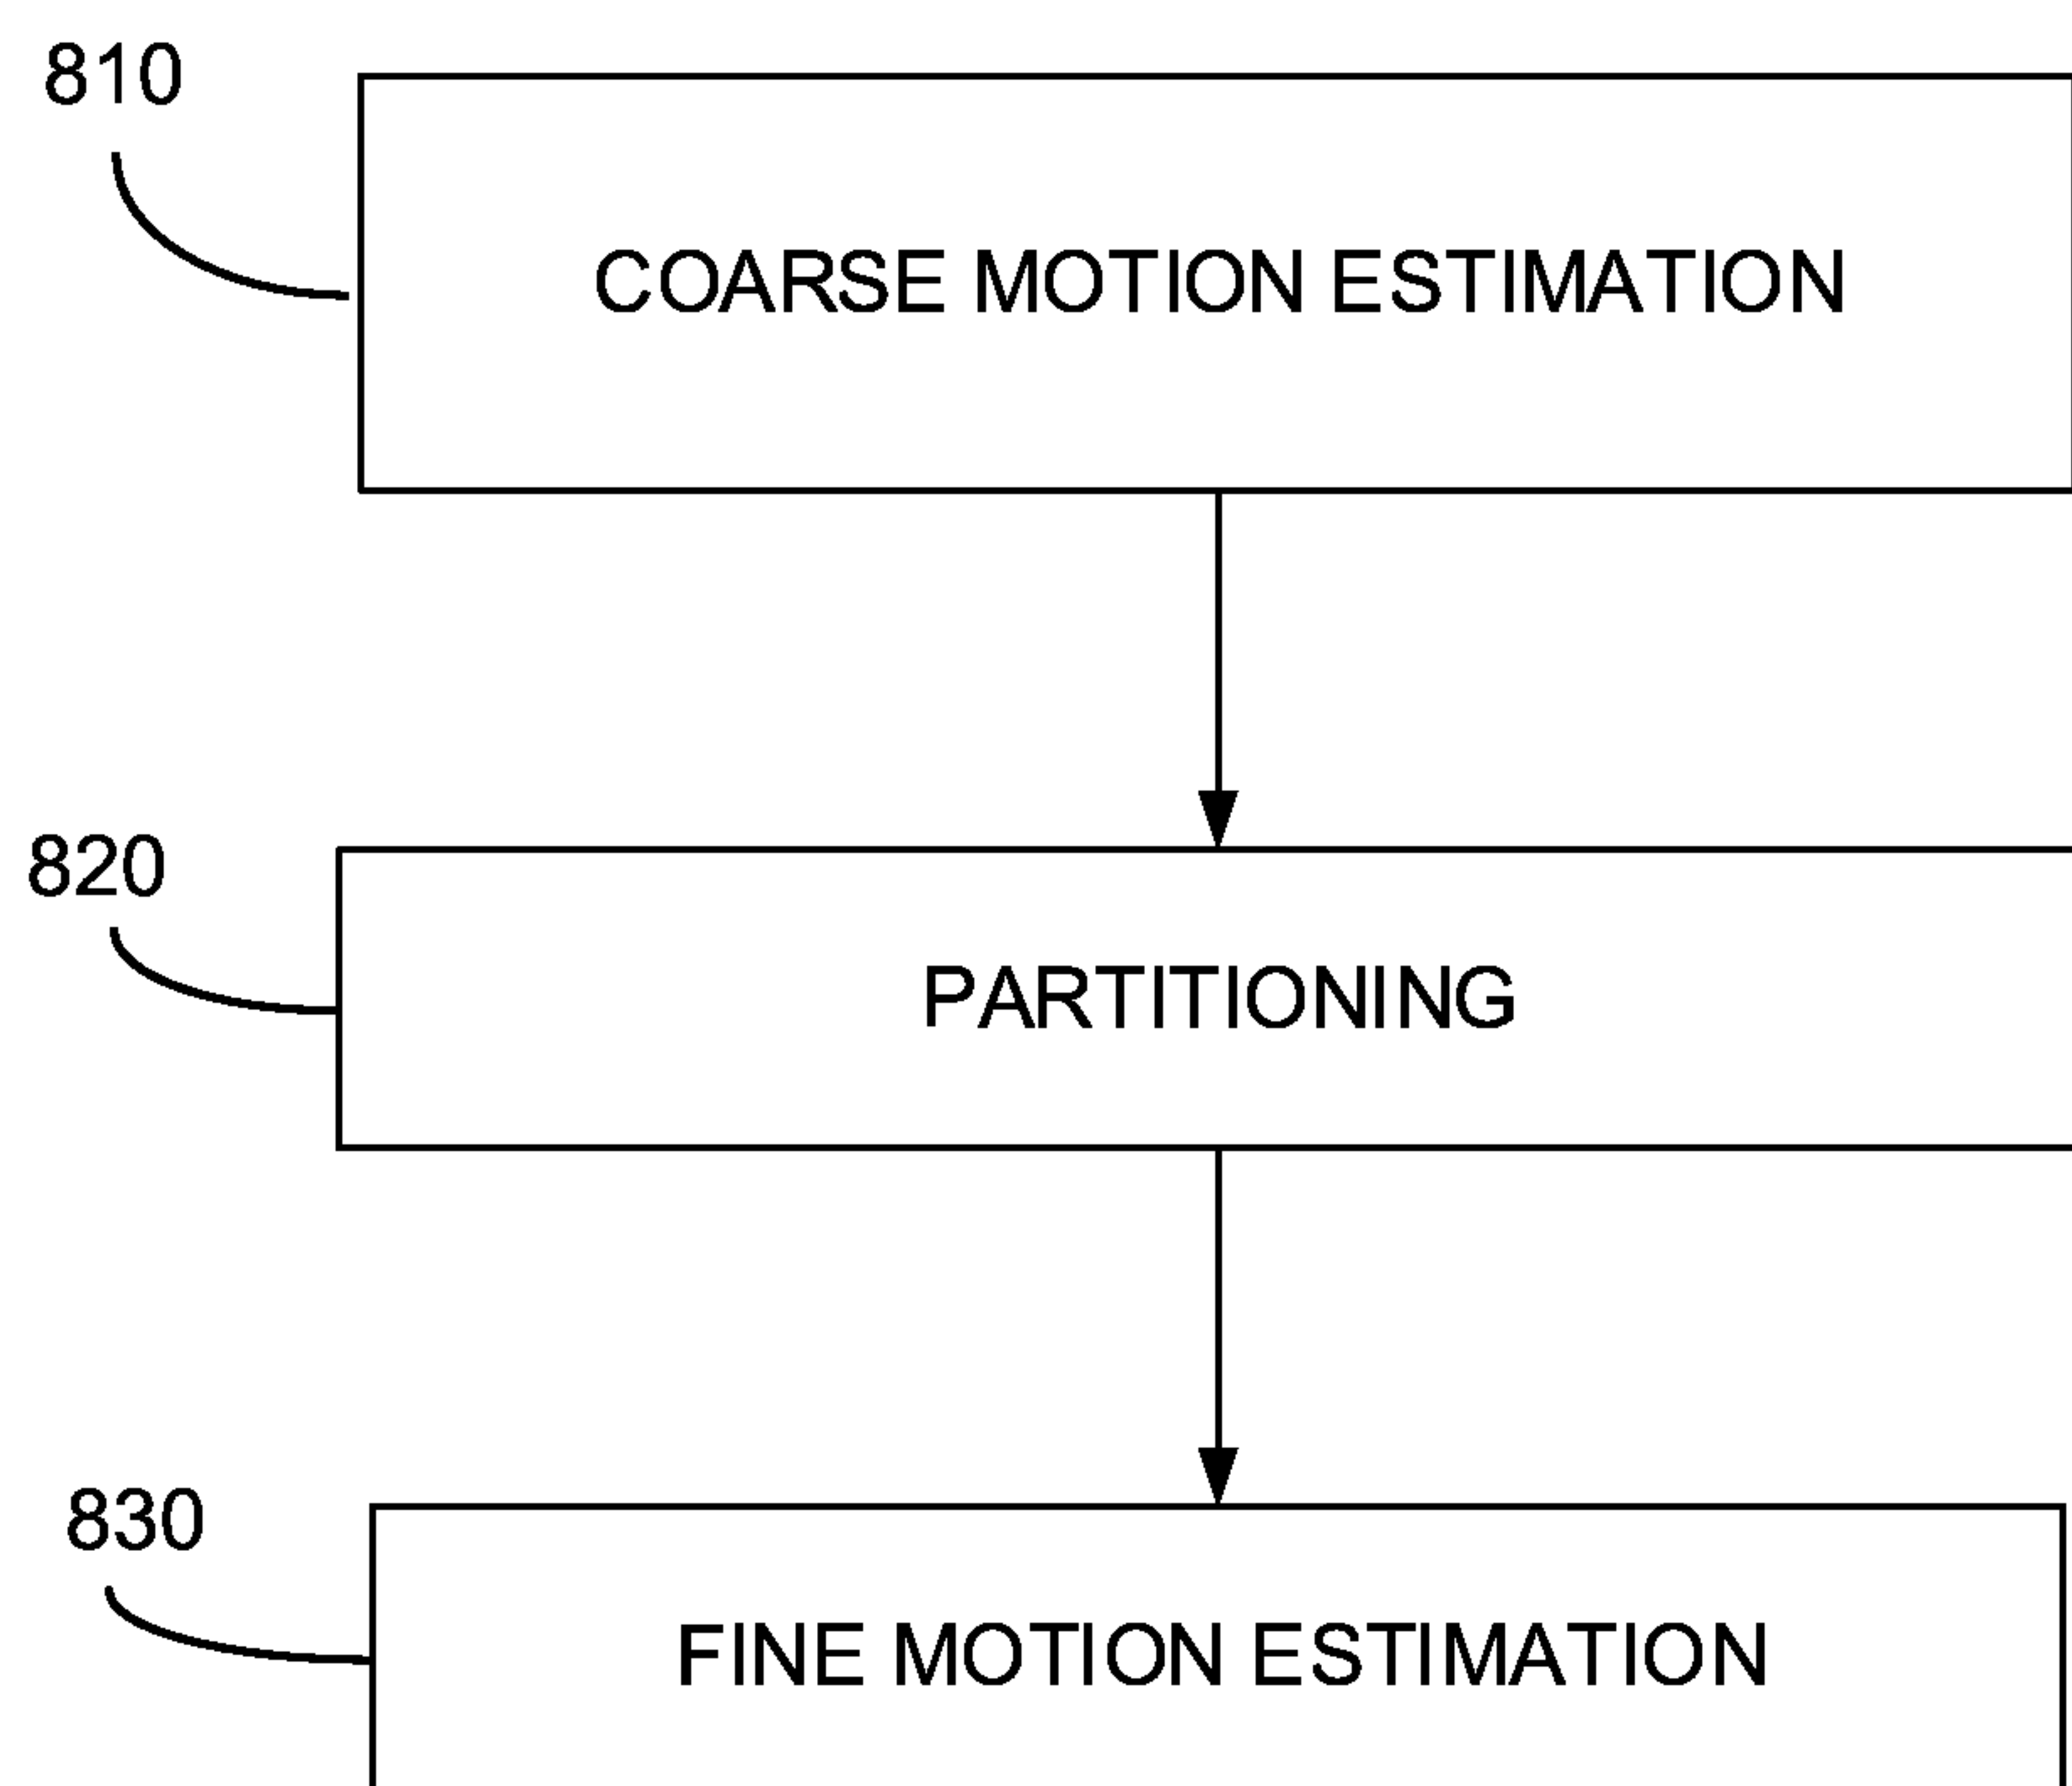 810
COARSE MOTION ESTIMATION
820
PARTITIONING
830
FINE MOTION ESTIMATION